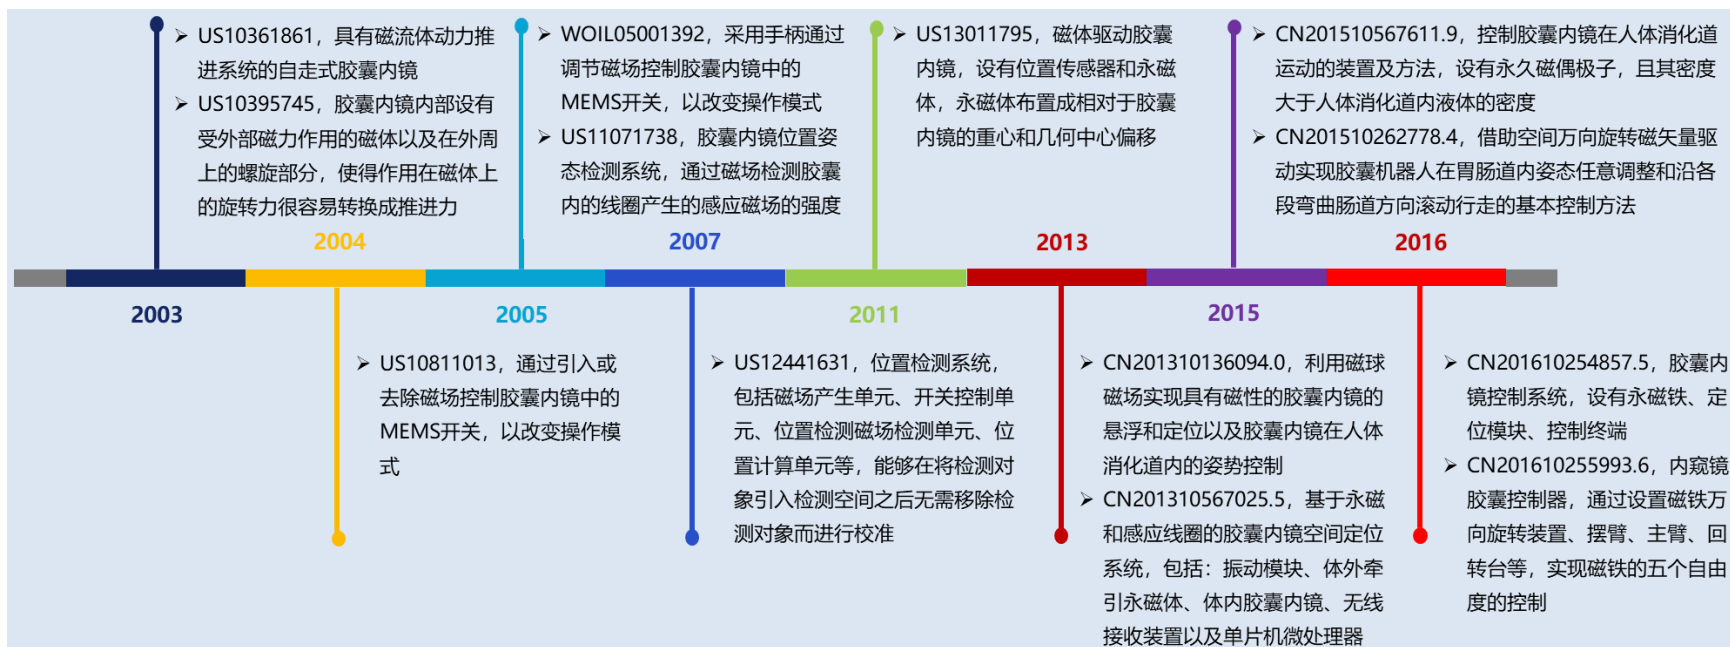 ➢ US10361861，具有磁流体动力推
进系统的自走式胶囊内镜
➢ US10395745，胶囊内镜内部设有
受外部磁力作用的磁体以及在外周
上的螺旋部分，使得作用在磁体上
的旋转力很容易转换成推进力
➢ WOIL05001392，采用手柄通过
调节磁场控制胶囊内镜中的
MEMS开关，以改变操作模式
➢ US11071738，胶囊内镜位置姿
态检测系统，通过磁场检测胶囊
内的线圈产生的感应磁场的强度
➢ US13011795，磁体驱动胶囊
内镜，设有位置传感器和永磁
体，永磁体布置成相对于胶囊
内镜的重心和几何中心偏移
➢ CN201510567611.9，控制胶囊内镜在人体消化道
运动的装置及方法，设有永久磁偶极子，且其密度
大于人体消化道内液体的密度
➢ CN201510262778.4，借助空间万向旋转磁矢量驱
动实现胶囊机器人在胃肠道内姿态任意调整和沿各
段弯曲肠道方向滚动行走的基本控制方法
2004
2007
2013
2016
2003
2005
2011
2015
➢ US10811013，通过引入或
去除磁场控制胶囊内镜中的
MEMS开关，以改变操作模
式
➢ US12441631，位置检测系统，
包括磁场产生单元、开关控制单
元、位置检测磁场检测单元、位
置计算单元等，能够在将检测对
象引入检测空间之后无需移除检
测对象而进行校准
➢ CN201310136094.0，利用磁球
磁场实现具有磁性的胶囊内镜的
悬浮和定位以及胶囊内镜在人体
消化道内的姿势控制
➢ CN201310567025.5，基于永磁
和感应线圈的胶囊内镜空间定位
系统，包括：振动模块、体外牵
引永磁体、体内胶囊内镜、无线
接收装置以及单片机微处理器
➢ CN201610254857.5，胶囊内
镜控制系统，设有永磁铁、定
位模块、控制终端
➢ CN201610255993.6，内窥镜
胶囊控制器，通过设置磁铁万
向旋转装置、摆臂、主臂、回
转台等，实现磁铁的五个自由
度的控制